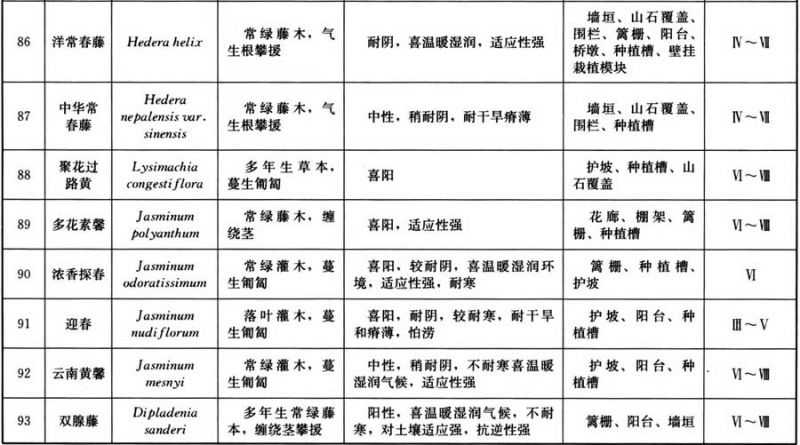 86 洋常春藤 Hedera helix 常绿藤木，气生根攀援 耐阴，喜温暖湿润，适应性强 墙垣、山石覆盖、围栏、篱栅、阳台、桥墩、种植槽、壁挂栽植模块 Ⅳ～Ⅶ
87 中华常春藤 Hedera nepalensis var. sinensis 常绿藤木，气生根攀援 中性，稍耐阴，耐干旱瘠薄 墙垣、山石覆盖、围栏、种植槽 Ⅳ～Ⅶ
88 聚花过路黄 Lysimachia congestiflora 多年生草本，蔓生匍匐 喜阳 护坡、种植槽、山石覆盖 Ⅵ～Ⅷ
89 多花素馨 Jasminum polyanthum 常绿藤木，缠绕茎 喜阳，适应性强 花廊、棚架、篱栅、种植槽 Ⅵ～Ⅷ
90 浓香探春 Jasminum odoratissimum 常绿灌木，蔓生匍匐 喜阳，较耐阴，喜温暖湿润环境，适应性强，耐寒 篱栅、种植槽、护坡 Ⅵ
91 迎春 Jasminum nudiflorum 落叶灌木，蔓生匍匐 喜阳，耐阴，较耐寒，耐干旱和瘠薄，怕涝 护坡、阳台、种植槽 Ⅲ～Ⅴ
92 云南黄馨 Jasminum mesnyi 常绿灌木，蔓生匍匐 中性，稍耐阴，不耐寒喜温暖湿润气候，适应性强 护坡、阳台、种植槽 Ⅵ～Ⅷ
93 双腺藤 Dipladenia sanderi 多年生常绿藤本，缠绕茎攀援 阳性，喜温暖湿润气候，不耐寒，对土壤适应强，抗逆性强 篱栅、阳台、墙垣 Ⅵ～Ⅷ